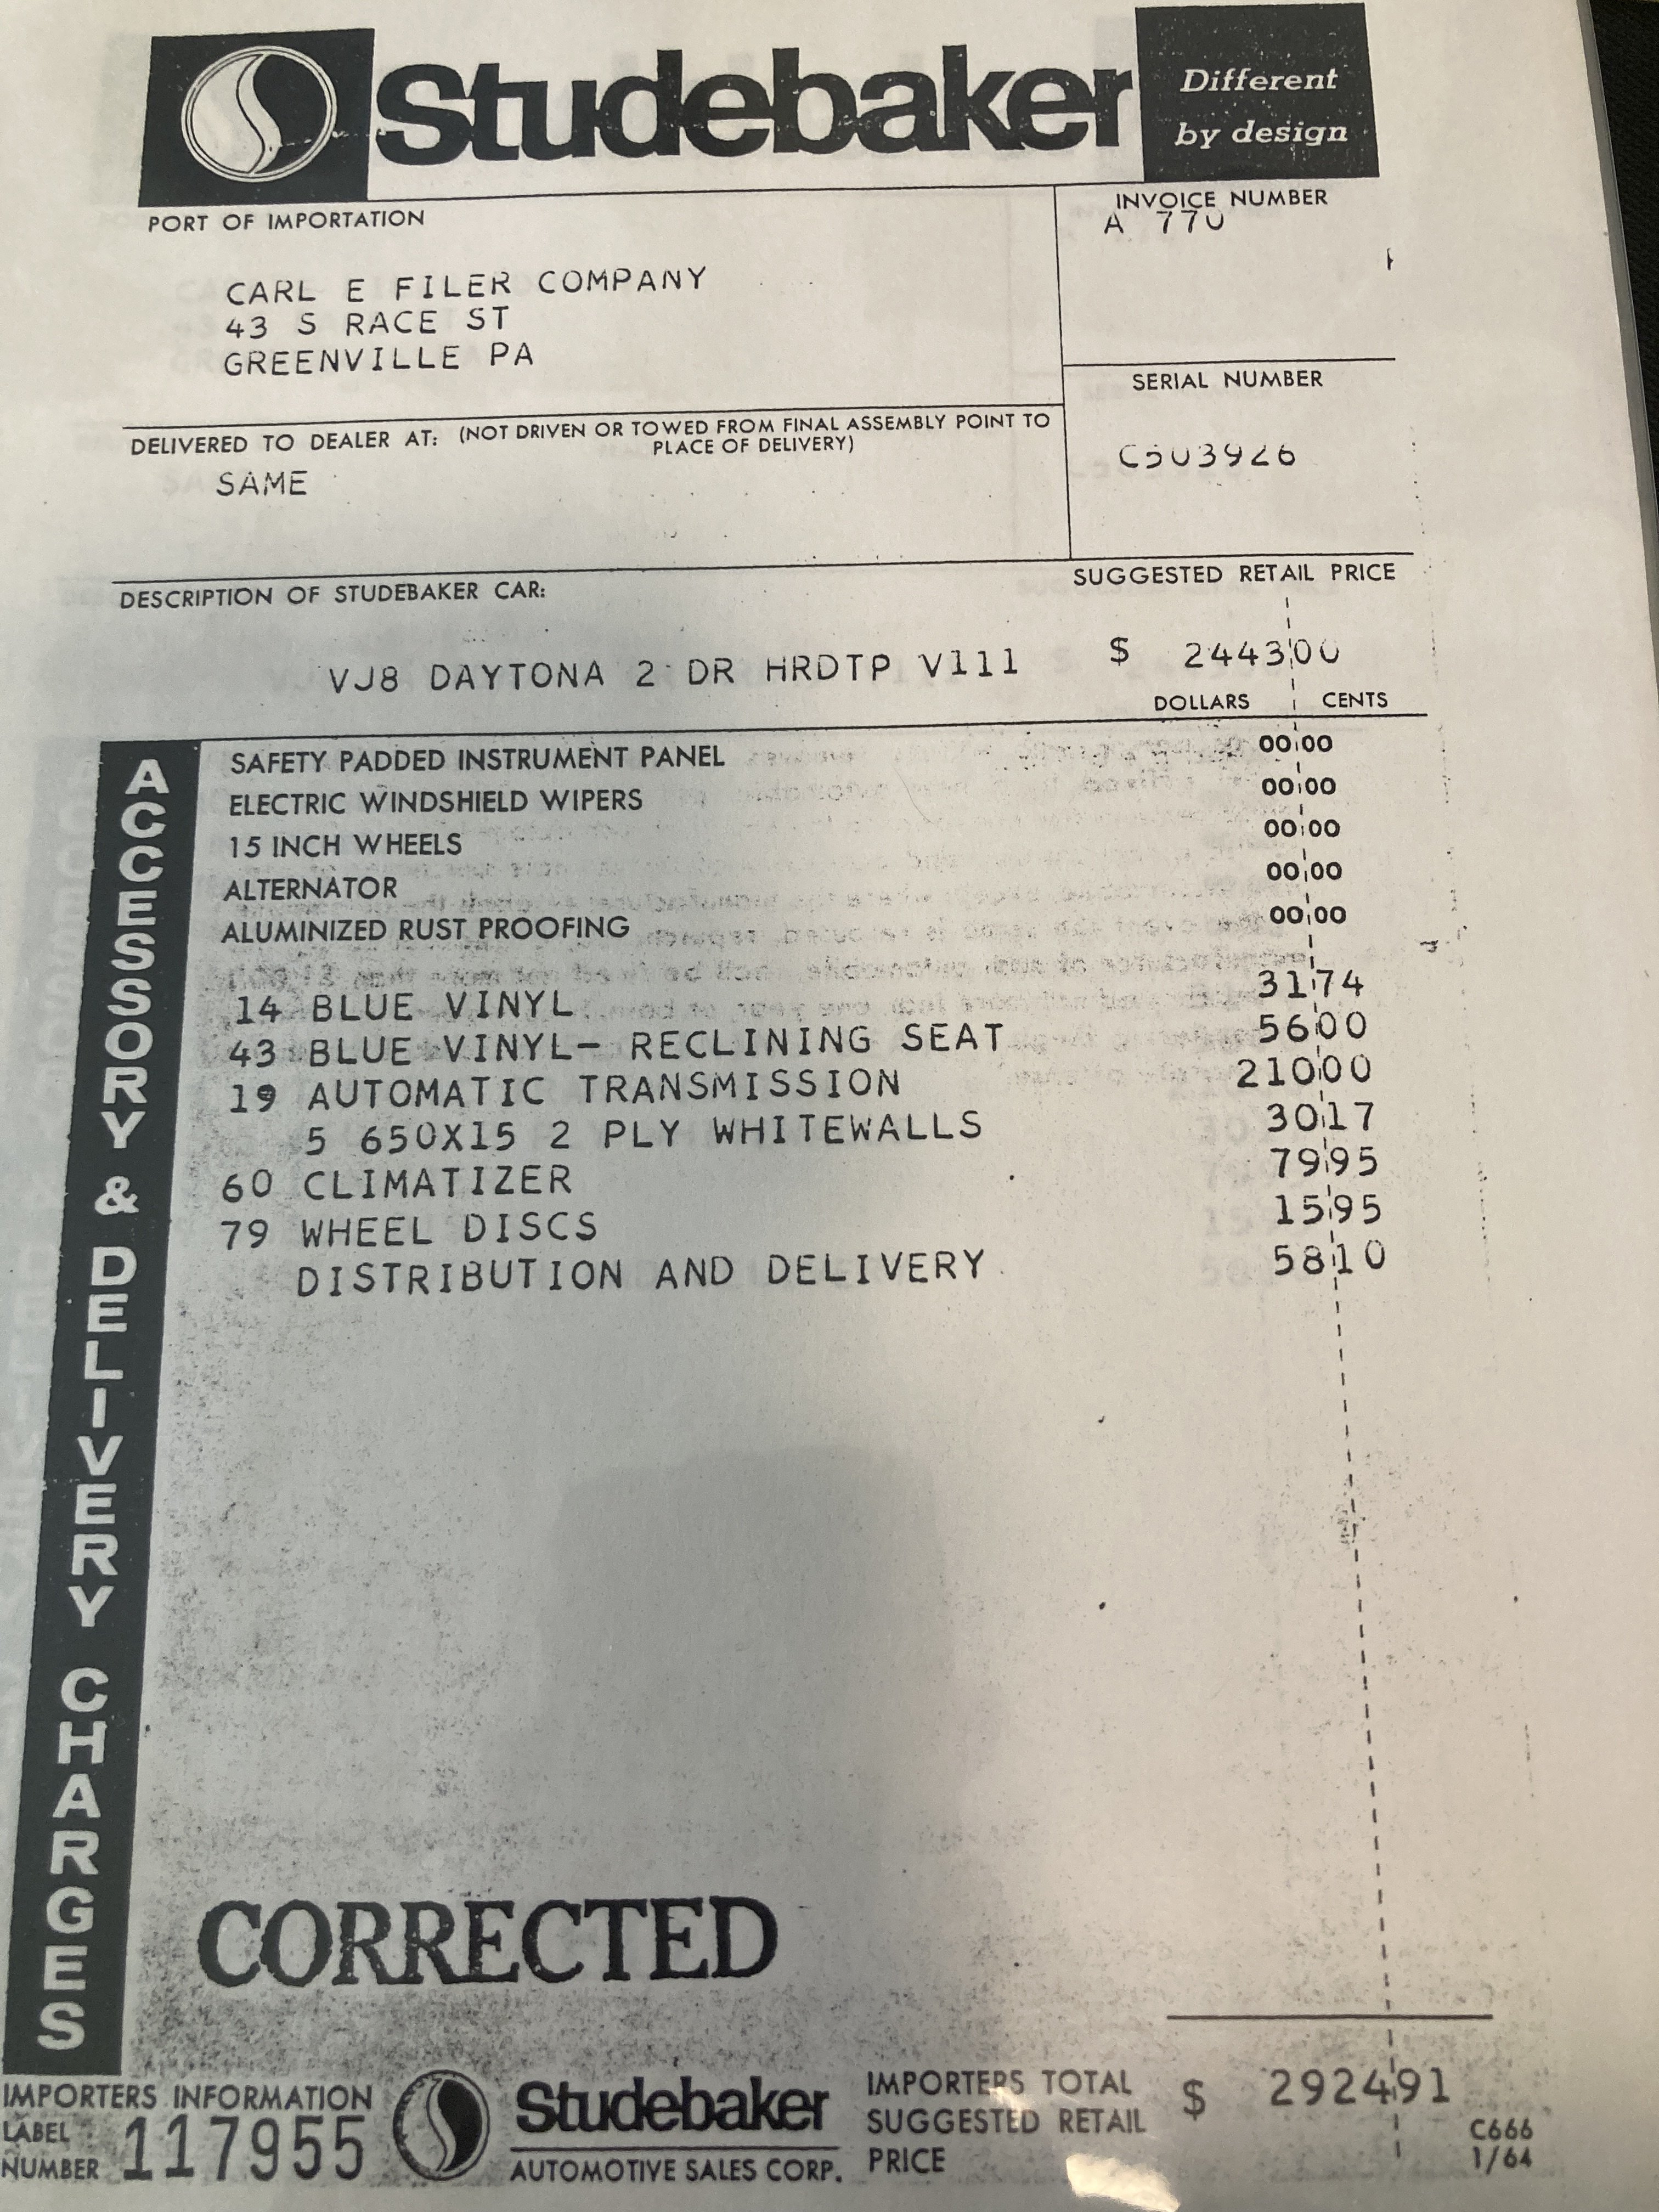 Studebaker
Different
by design
PORT OF IMPORTATION
INVOICE NUMBER
A 770
CARL E FILER COMPANY
43 S RACE ST
GREENVILLE PA
SERIAL NUMBER
C503926
DELIVERED TO DEALER AT: (NOT DRIVEN OR TOWED FROM FINAL ASSEMBLY POINT TO
PLACE OF DELIVERY)
SAME
DESCRIPTION OF STUDEBAKER CAR:
SUGGESTED RETAIL PRICE
VJ8 DAYTONA 2 DR HRDTP V111 $ 2443 00
DOLLARS CENTS
ACCESSORY & DELIVERY CHARGES
SAFETY PADDED INSTRUMENT PANEL 00 00
ELECTRIC WINDSHIELD WIPERS 00 00
15 INCH WHEELS 00 00
ALTERNATOR 00 00
ALUMINIZED RUST PROOFING 00 00
14 BLUE VINYL 31 74
43 BLUE VINYL- RECLINING SEAT 56 00
19 AUTOMATIC TRANSMISSION 210 00
5 650X15 2 PLY WHITEWALLS 30 17
60 CLIMATIZER 79 95
79 WHEEL DISCS 15 95
DISTRIBUTION AND DELIVERY 58 10
CORRECTED
IMPORTERS INFORMATION
LABEL
NUMBER 117955
Studebaker
AUTOMOTIVE SALES CORP.
IMPORTERS TOTAL
SUGGESTED RETAIL
PRICE
$ 2924 91
C666
1/64